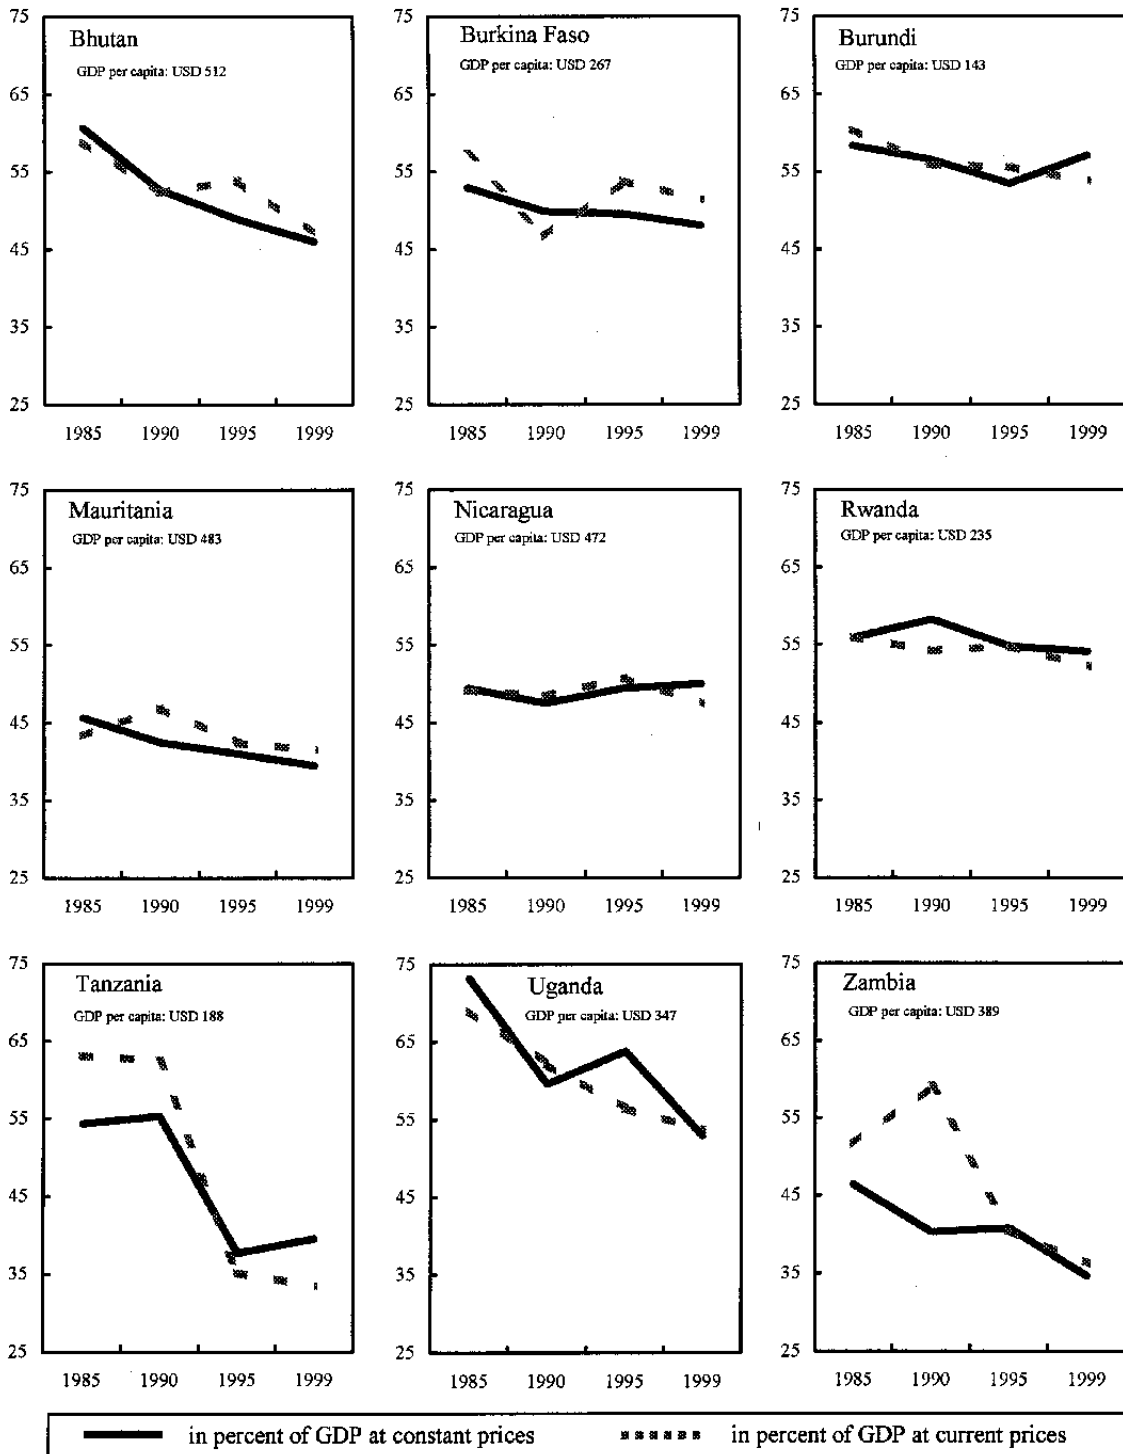 75
65
55
45
35
25
Bhutan
GDP per capita: USD 512
1985 1990 1995 1999
75
65
55
45
35
25
Burkina Faso
GDP per capita: USD 267
1985 1990 1995 1999
75
65
55
45
35
25
Burundi
GDP per capita: USD 143
1985 1990 1995 1999
75
65
55
45
35
25
Mauritania
GDP per capita: USD 483
1985 1990 1995 1999
75
65
55
45
35
25
Nicaragua
GDP per capita: USD 472
1985 1990 1995 1999
75
65
55
45
35
25
Rwanda
GDP per capita: USD 235
1985 1990 1995 1999
75
65
55
45
35
25
Tanzania
GDP per capita: USD 188
1985 1990 1995 1999
75
65
55
45
35
25
Uganda
GDP per capita: USD 347
1985 1990 1995 1999
75
65
55
45
35
25
Zambia
GDP per capita: USD 389
1985 1990 1995 1999
in percent of GDP at constant prices in percent of GDP at current prices